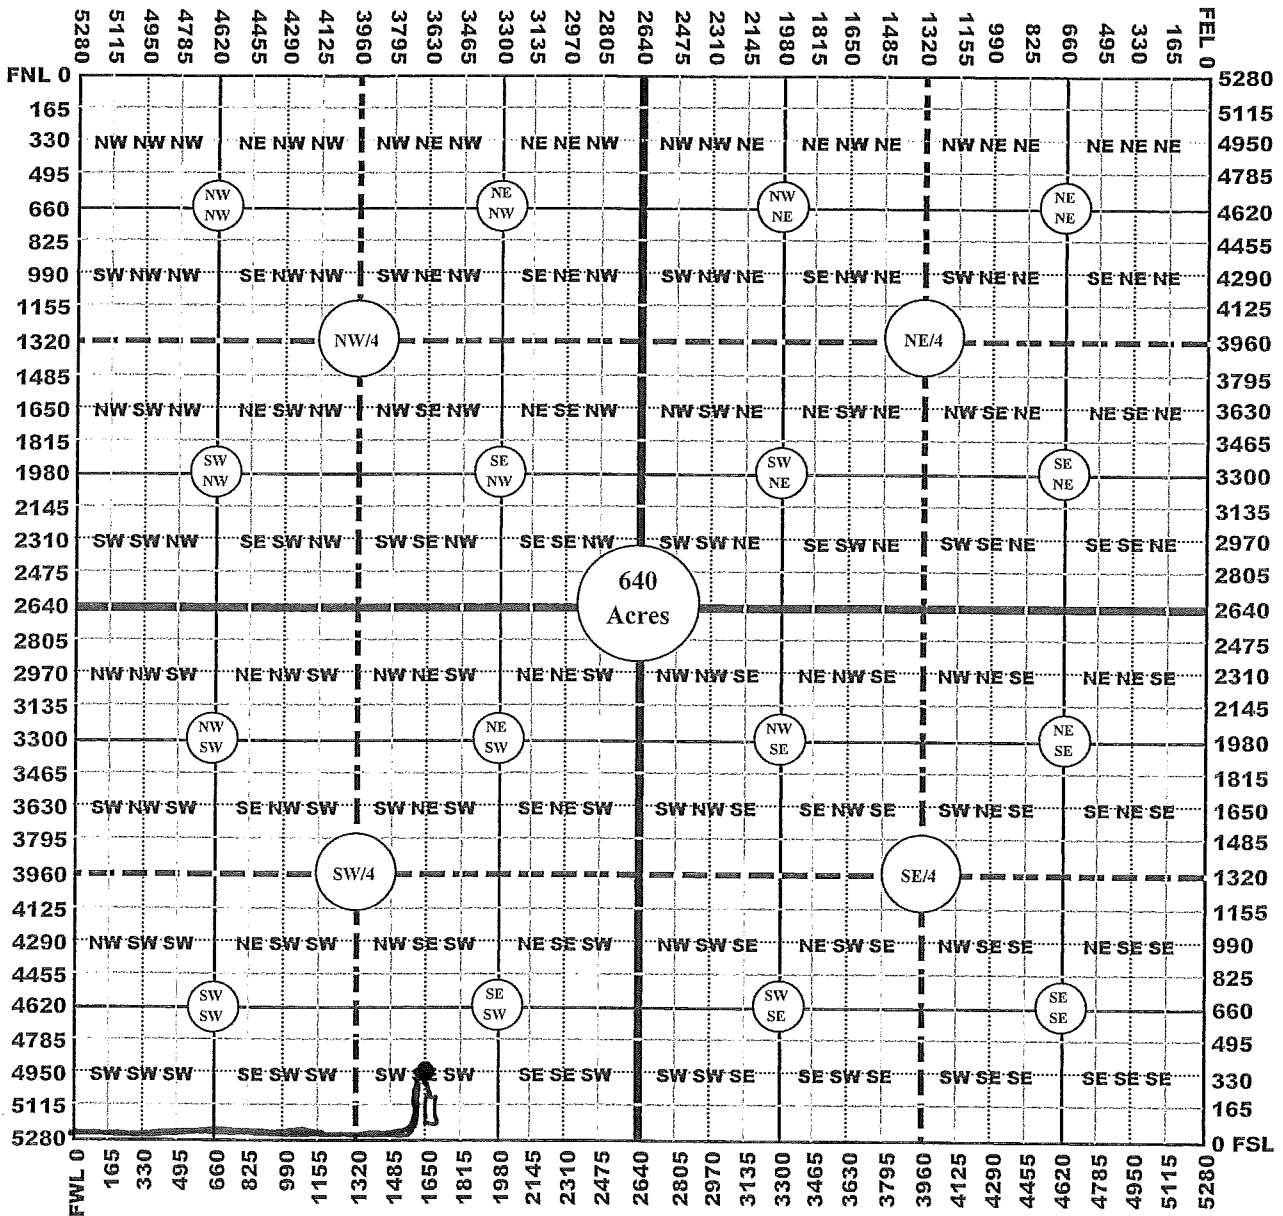 5280 5115 4950 4785 4620 4455 4290 4125 3960 3795 3630 3465 3300 3135 2970 2805 2640 2475 2310 2145 1980 1815 1650 1485 1320 1155 990 825 660 495 330 165 FEL 0
FNL 0 5280
165 5115
330 NW NW NW NE NW NW NW NE NW NE NE NW NW NW NE NE NW NE NW NE NE NE NE NE 4950
495 4785
NW NE NW NE
660 NW NW NE NE 4620
825 4455
990 SW NW NW SE NW NW SW NE NW SE NE NW SW NW NE SE NW NE SW NE NE SE NE NE 4290
1155 4125
1320 NW/4 NE/4 3960
1485 3795
1650 NW SW NW NE SW NW NW SE NW NE SE NW NW SW NE NE SW NE NW SE NE NE SE NE 3630
1815 3465
SW SE SW SE
1980 NW NW NE NE 3300
2145 3135
2310 SW SW NW SE SW NW SW SE NW SE SE NW SW SW NE SE SW NE SW SE NE SE SE NE 2970
2475 640 2805
2640 Acres 2640
2805 2475
2970 NW NW SW NE NW SW NW NE SW NE NE SW NW NW SE NE NW SE NW NE SE NE NE SE 2310
3135 2145
NW NE NW NE
3300 SW SW SE SE 1980
3465 1815
3630 SW NW SW SE NW SW SW NE SW SE NE SW SW NW SE SE NW SE SW NE SE SE NE SE 1650
3795 1485
3960 SW/4 SE/4 1320
4125 1155
4290 NW SW SW NE SW SW NW SE SW NE SE SW NW SW SE NE SW SE NW SE SE NE SE SE 990
4455 825
SW SE SW SE
4620 SW SW SE SE 660
4785 495
4950 SW SW SW SE SW SW SW SW SE SE SW SW SW SE SE SW SE SW SE SE SE SE SE 330
5115 165
5280 0 FSL
FWL 0 165 330 495 660 825 990 1155 1320 1485 1650 1815 1980 2145 2310 2475 2640 2805 2970 2145 3300 3465 3630 3795 3960 4125 4290 4455 4620 4785 4950 5115 5280